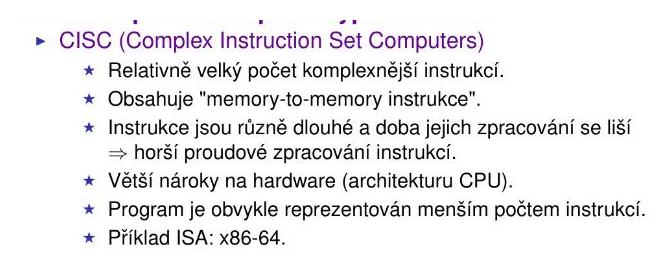 ► CISC (Complex Instruction Set Computers)
★ Relativně velký počet komplexnější instrukcí.
★ Obsahuje "memory-to-memory instrukce".
★ Instrukce jsou různě dlouhé a doba jejich zpracování se liší
⇒ horší proudové zpracování instrukcí.
★ Větší nároky na hardware (architekturu CPU).
★ Program je obvykle reprezentován menším počtem instrukcí.
★ Příklad ISA: x86-64.